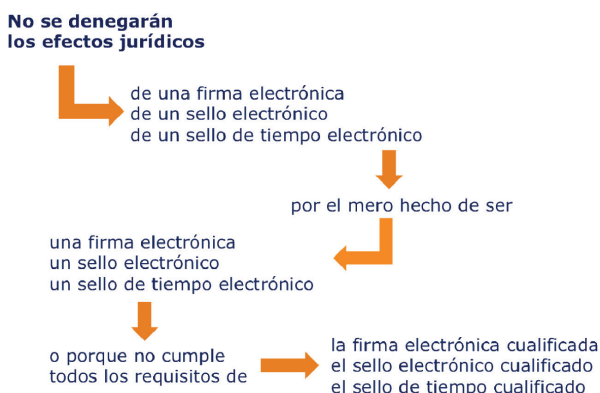 No se denegarán
los efectos jurídicos
de una firma electrónica
de un sello electrónico
de un sello de tiempo electrónico
por el mero hecho de ser
una firma electrónica
un sello electrónico
un sello de tiempo electrónico
o porque no cumple
todos los requisitos de
la firma electrónica cualificada
el sello electrónico cualificado
el sello de tiempo cualificado